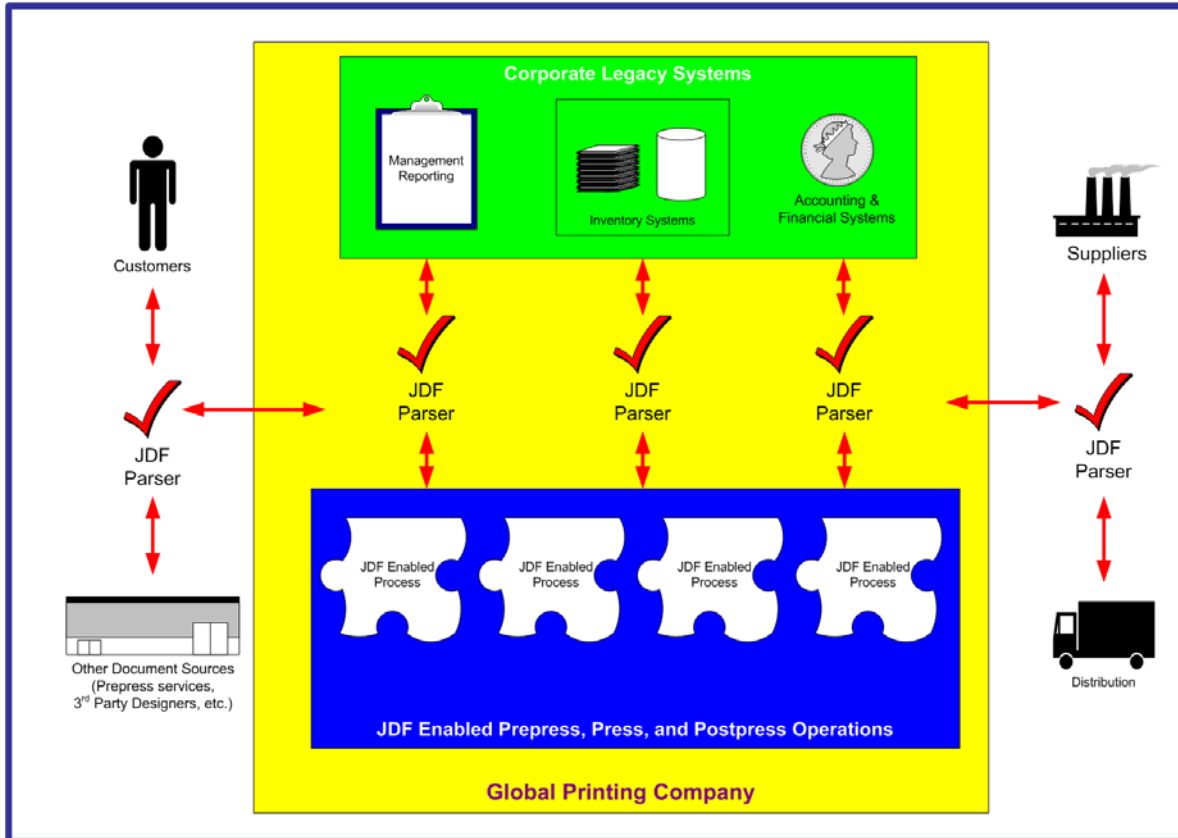 Corporate Legacy Systems
Management
Reporting
Inventory Systems
Accounting &
Financial Systems
Customers
Suppliers
JDF
Parser
JDF
Parser
JDF
Parser
JDF
Parser
JDF
Parser
JDF Enabled
Process
JDF Enabled
Process
JDF Enabled
Process
JDF Enabled
Process
Other Document Sources
(Prepress services,
3rd Party Designers, etc.)
Distribution
JDF Enabled Prepress, Press, and Postpress Operations
Global Printing Company